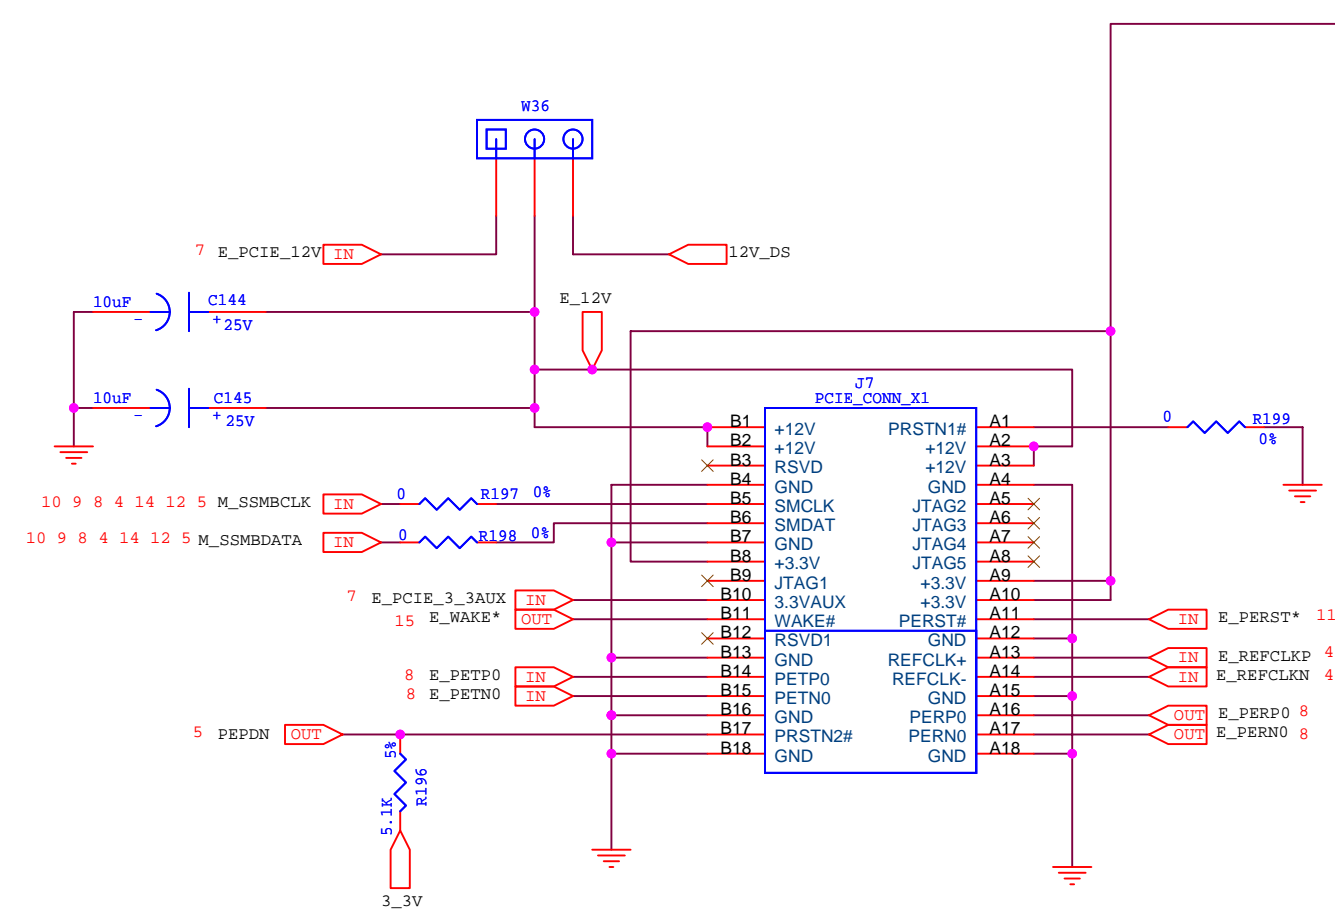 W36
7 E_PCIE_12V IN
12V_DS
10uF C144
- + 25V
E_12V
10uF C145
- + 25V
J7
PCIE_CONN_X1
B1 +12V PRSTN1# A1 0 R199 0%
B2 +12V +12V A2
B3 RSVD +12V A3
B4 GND GND A4
10 9 8 4 14 12 5 M_SSMBCLK IN 0 R197 0% B5 SMCLK JTAG2 A5
B6 SMDAT JTAG3 A6
10 9 8 4 14 12 5 M_SSMBDATA IN 0 R198 0% B7 GND JTAG4 A7
B8 +3.3V JTAG5 A8
B9 JTAG1 +3.3V A9
7 E_PCIE_3_3AUX IN B10 3.3VAUX +3.3V A10
15 E_WAKE* OUT B11 WAKE# PERST# A11 IN E_PERST* 11
B12 RSVD1 GND A12
B13 GND REFCLK+ A13 IN E_REFCLKP 4
8 E_PETP0 IN B14 PETP0 REFCLK- A14 IN E_REFCLKN 4
8 E_PETN0 IN B15 PETN0 GND A15
B16 GND PERP0 A16 OUT E_PERP0 8
5 PEPDN OUT B17 PRSTN2# PERN0 A17 OUT E_PERN0 8
B18 GND GND A18
5%
R196
5.1K
3_3V